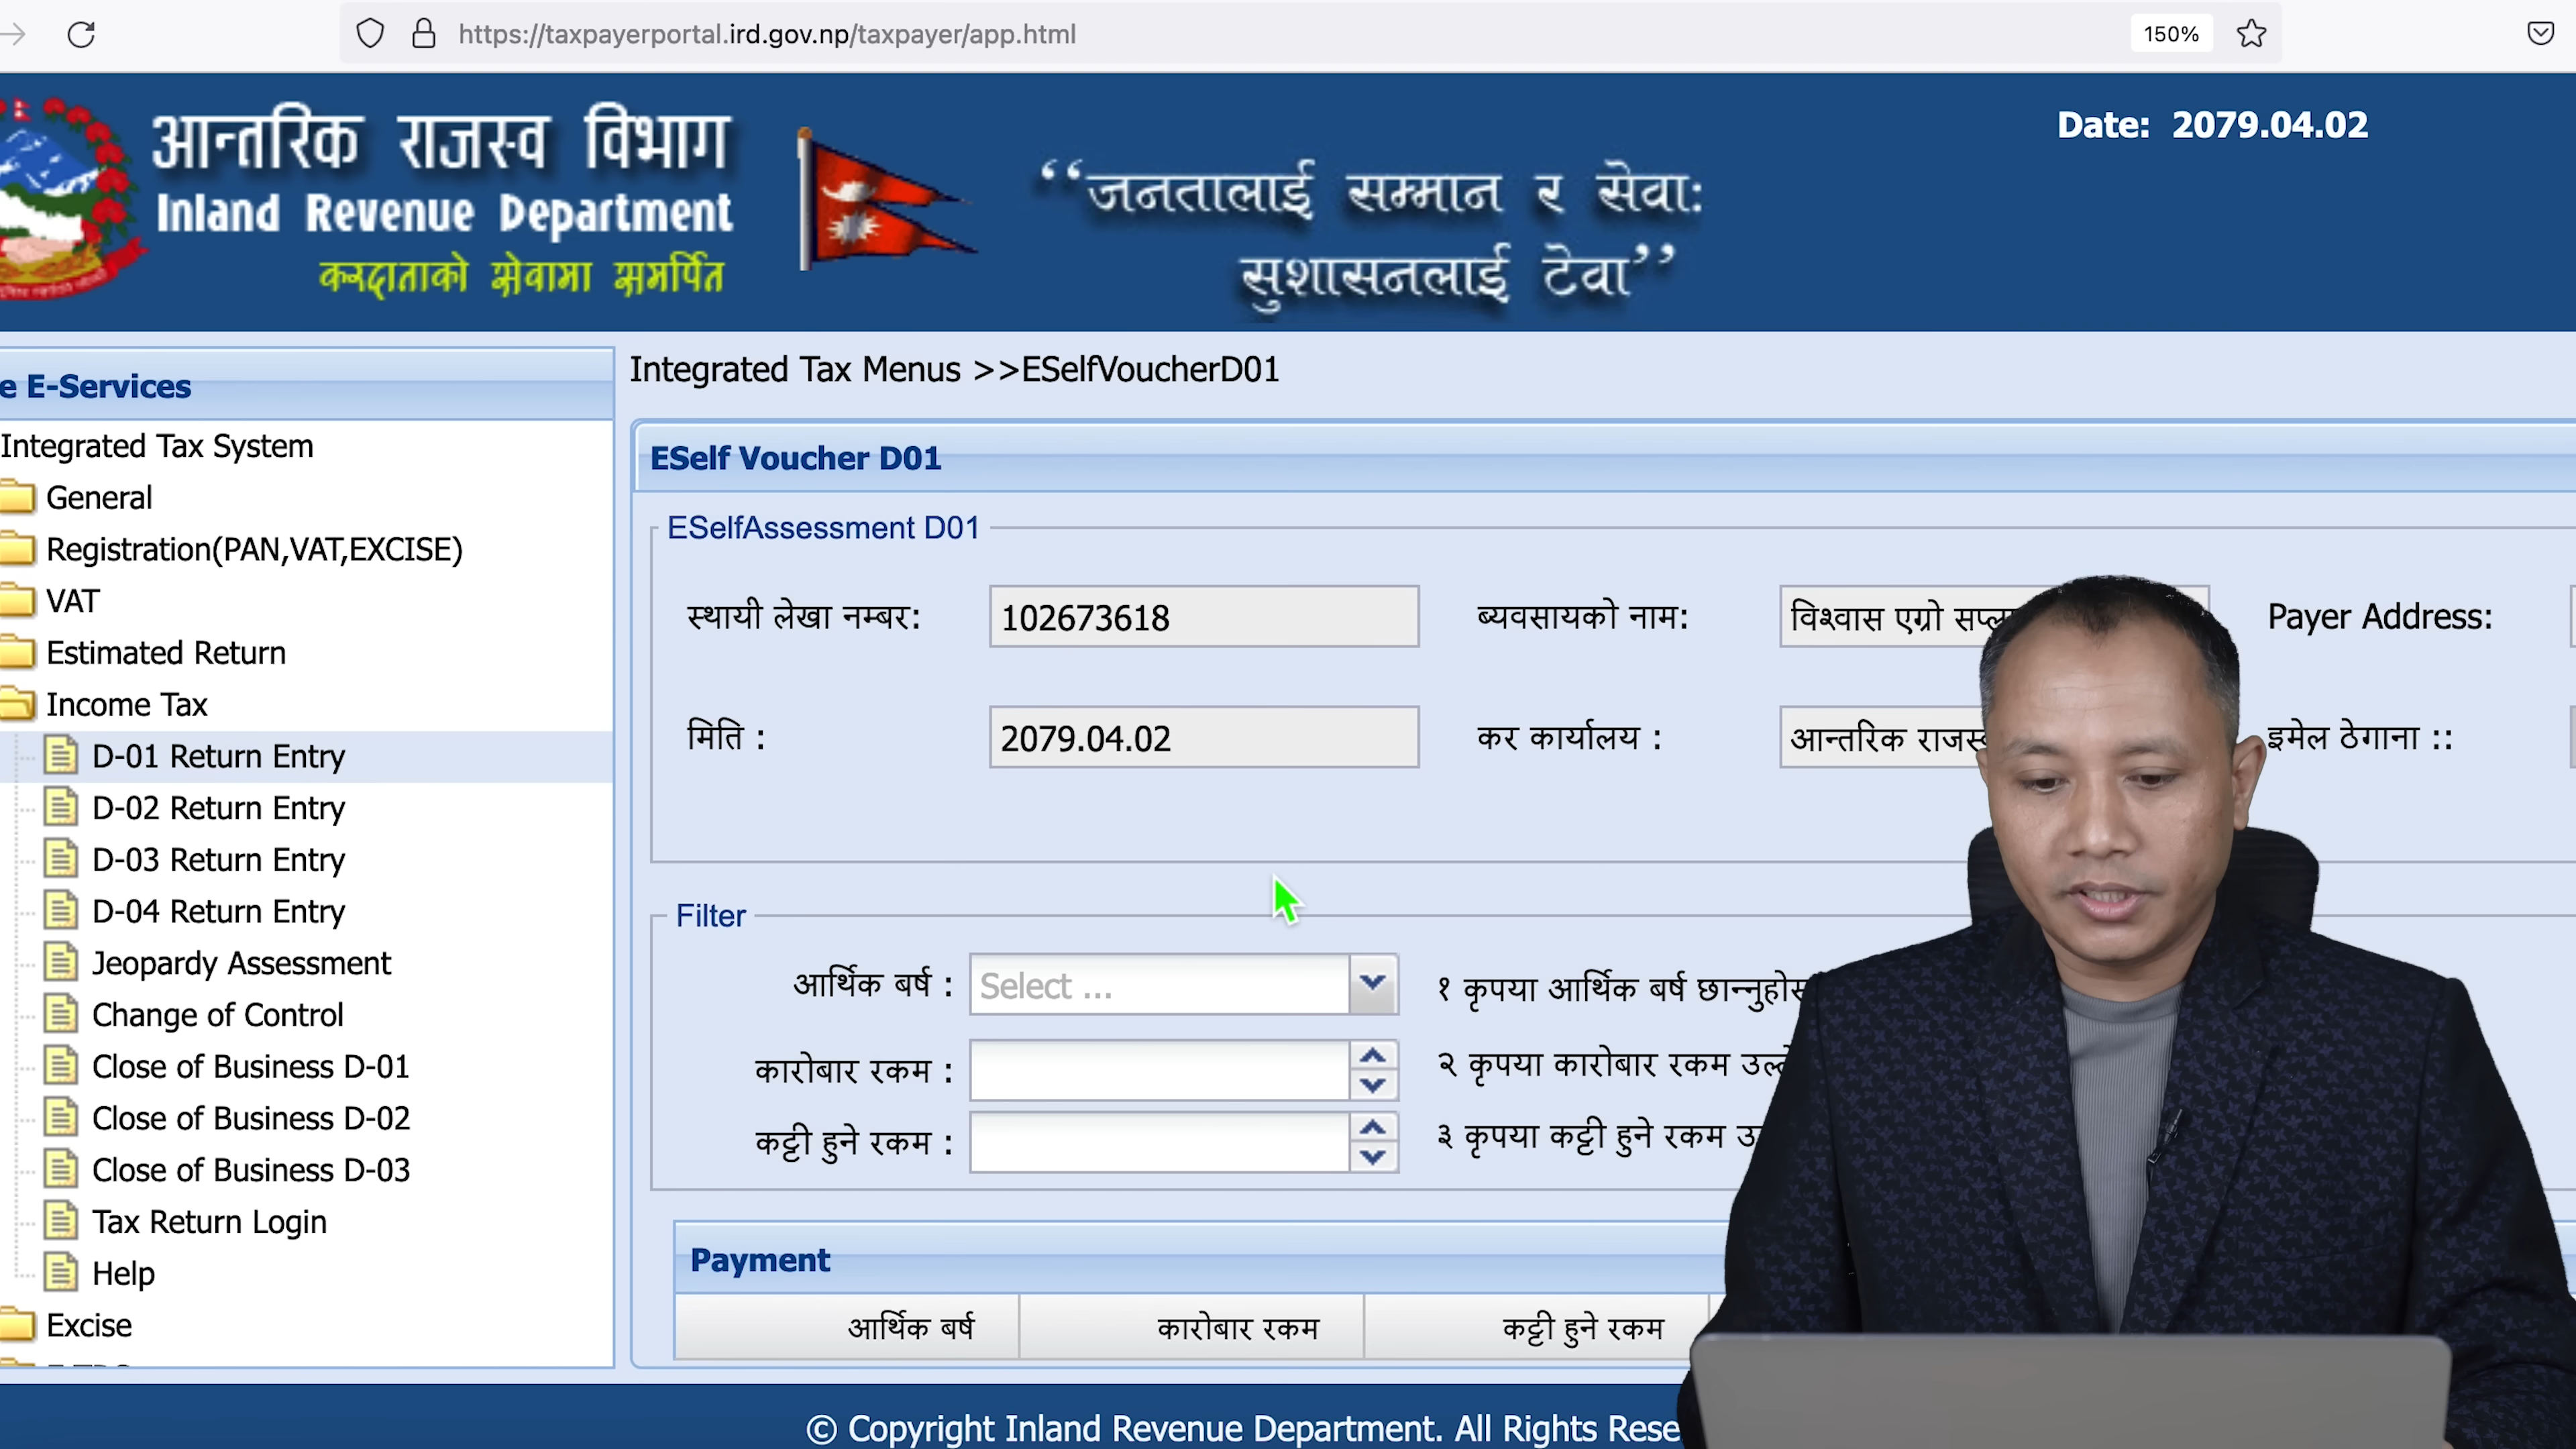 https://taxpayerportal.ird.gov.np/taxpayer/app.html
150%
आन्तरिक राजस्व विभाग
Inland Revenue Department
करदाताको सेवामा समर्पित
“जनतालाई सम्मान र सेवाः
सुशासनलाई टेवा”
Date: 2079.04.02
e E-Services
Integrated Tax System
General
Registration(PAN,VAT,EXCISE)
VAT
Estimated Return
Income Tax
D-01 Return Entry
D-02 Return Entry
D-03 Return Entry
D-04 Return Entry
Jeopardy Assessment
Change of Control
Close of Business D-01
Close of Business D-02
Close of Business D-03
Tax Return Login
Help
Excise
Integrated Tax Menus >>ESelfVoucherD01
ESelf Voucher D01
ESelfAssessment D01
स्थायी लेखा नम्बर: 102673618 ब्यवसायको नाम: विश्वास एग्रो Payer Address:
मिति : 2079.04.02 कर कार्यालय : आन्तरिक इमेल ठेगाना ::
Filter
आर्थिक बर्ष : Select ... १ कृपया आर्थिक बर्ष छान्नुहोस
कारोबार रकम : २ कृपया कारोबार रकम
कट्टी हुने रकम : ३ कृपया कट्टी हुने रकम
Payment
आर्थिक बर्ष कारोबार रकम कट्टी हुने रकम
© Copyright Inland Revenue Department. All Rights